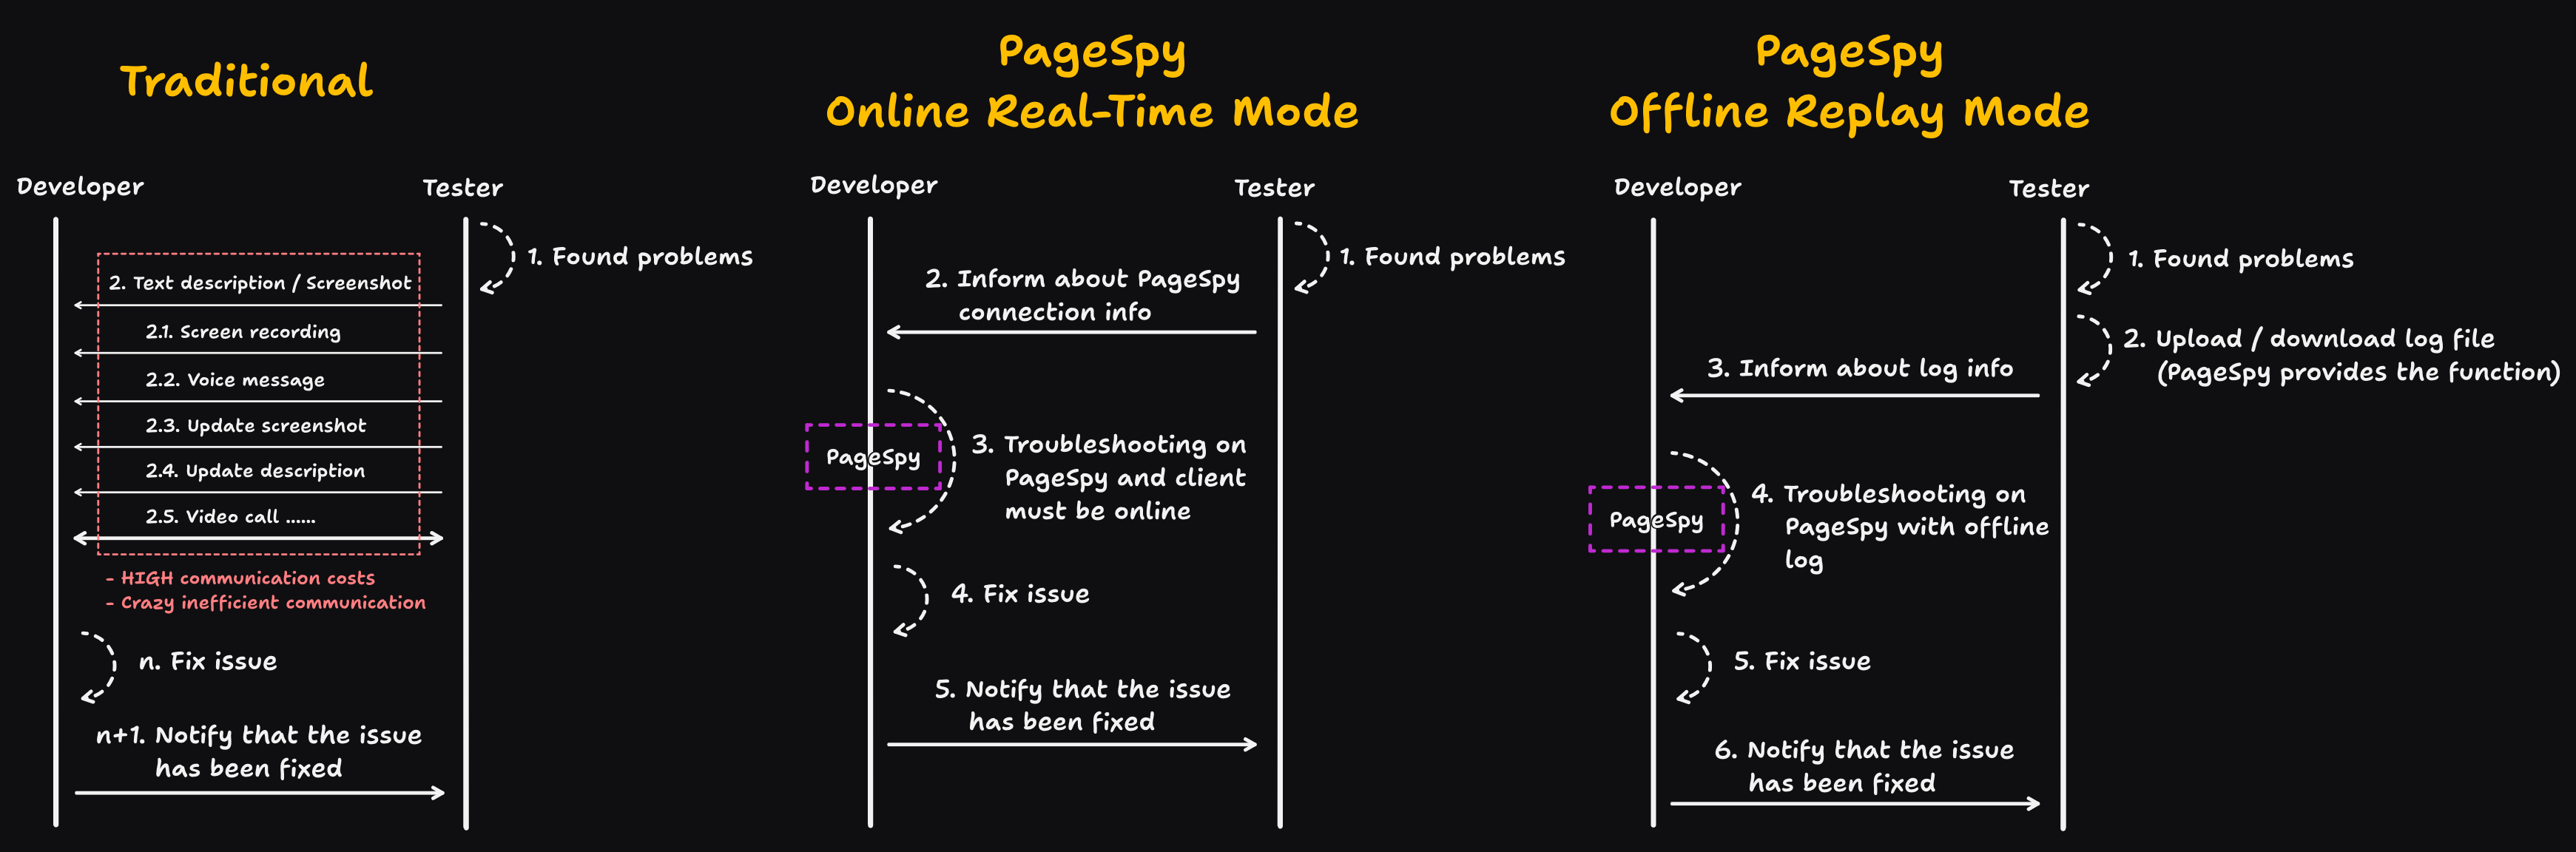 Traditional
Developer
Tester
1. Found problems
2. Text description / Screenshot
2.1. Screen recording
2.2. Voice message
2.3. Update screenshot
2.4. Update description
2.5. Video call ......
- HIGH communication costs
- Crazy inefficient communication
n. Fix issue
n+1. Notify that the issue
has been fixed
PageSpy
Online Real-Time Mode
Developer
Tester
1. Found problems
2. Inform about PageSpy
connection info
PageSpy
3. Troubleshooting on
PageSpy and client
must be online
4. Fix issue
5. Notify that the issue
has been fixed
PageSpy
Offline Replay Mode
Developer
Tester
1. Found problems
2. Upload / download log file
(PageSpy provides the function)
3. Inform about log info
PageSpy
4. Troubleshooting on
PageSpy with offline
log
5. Fix issue
6. Notify that the issue
has been fixed